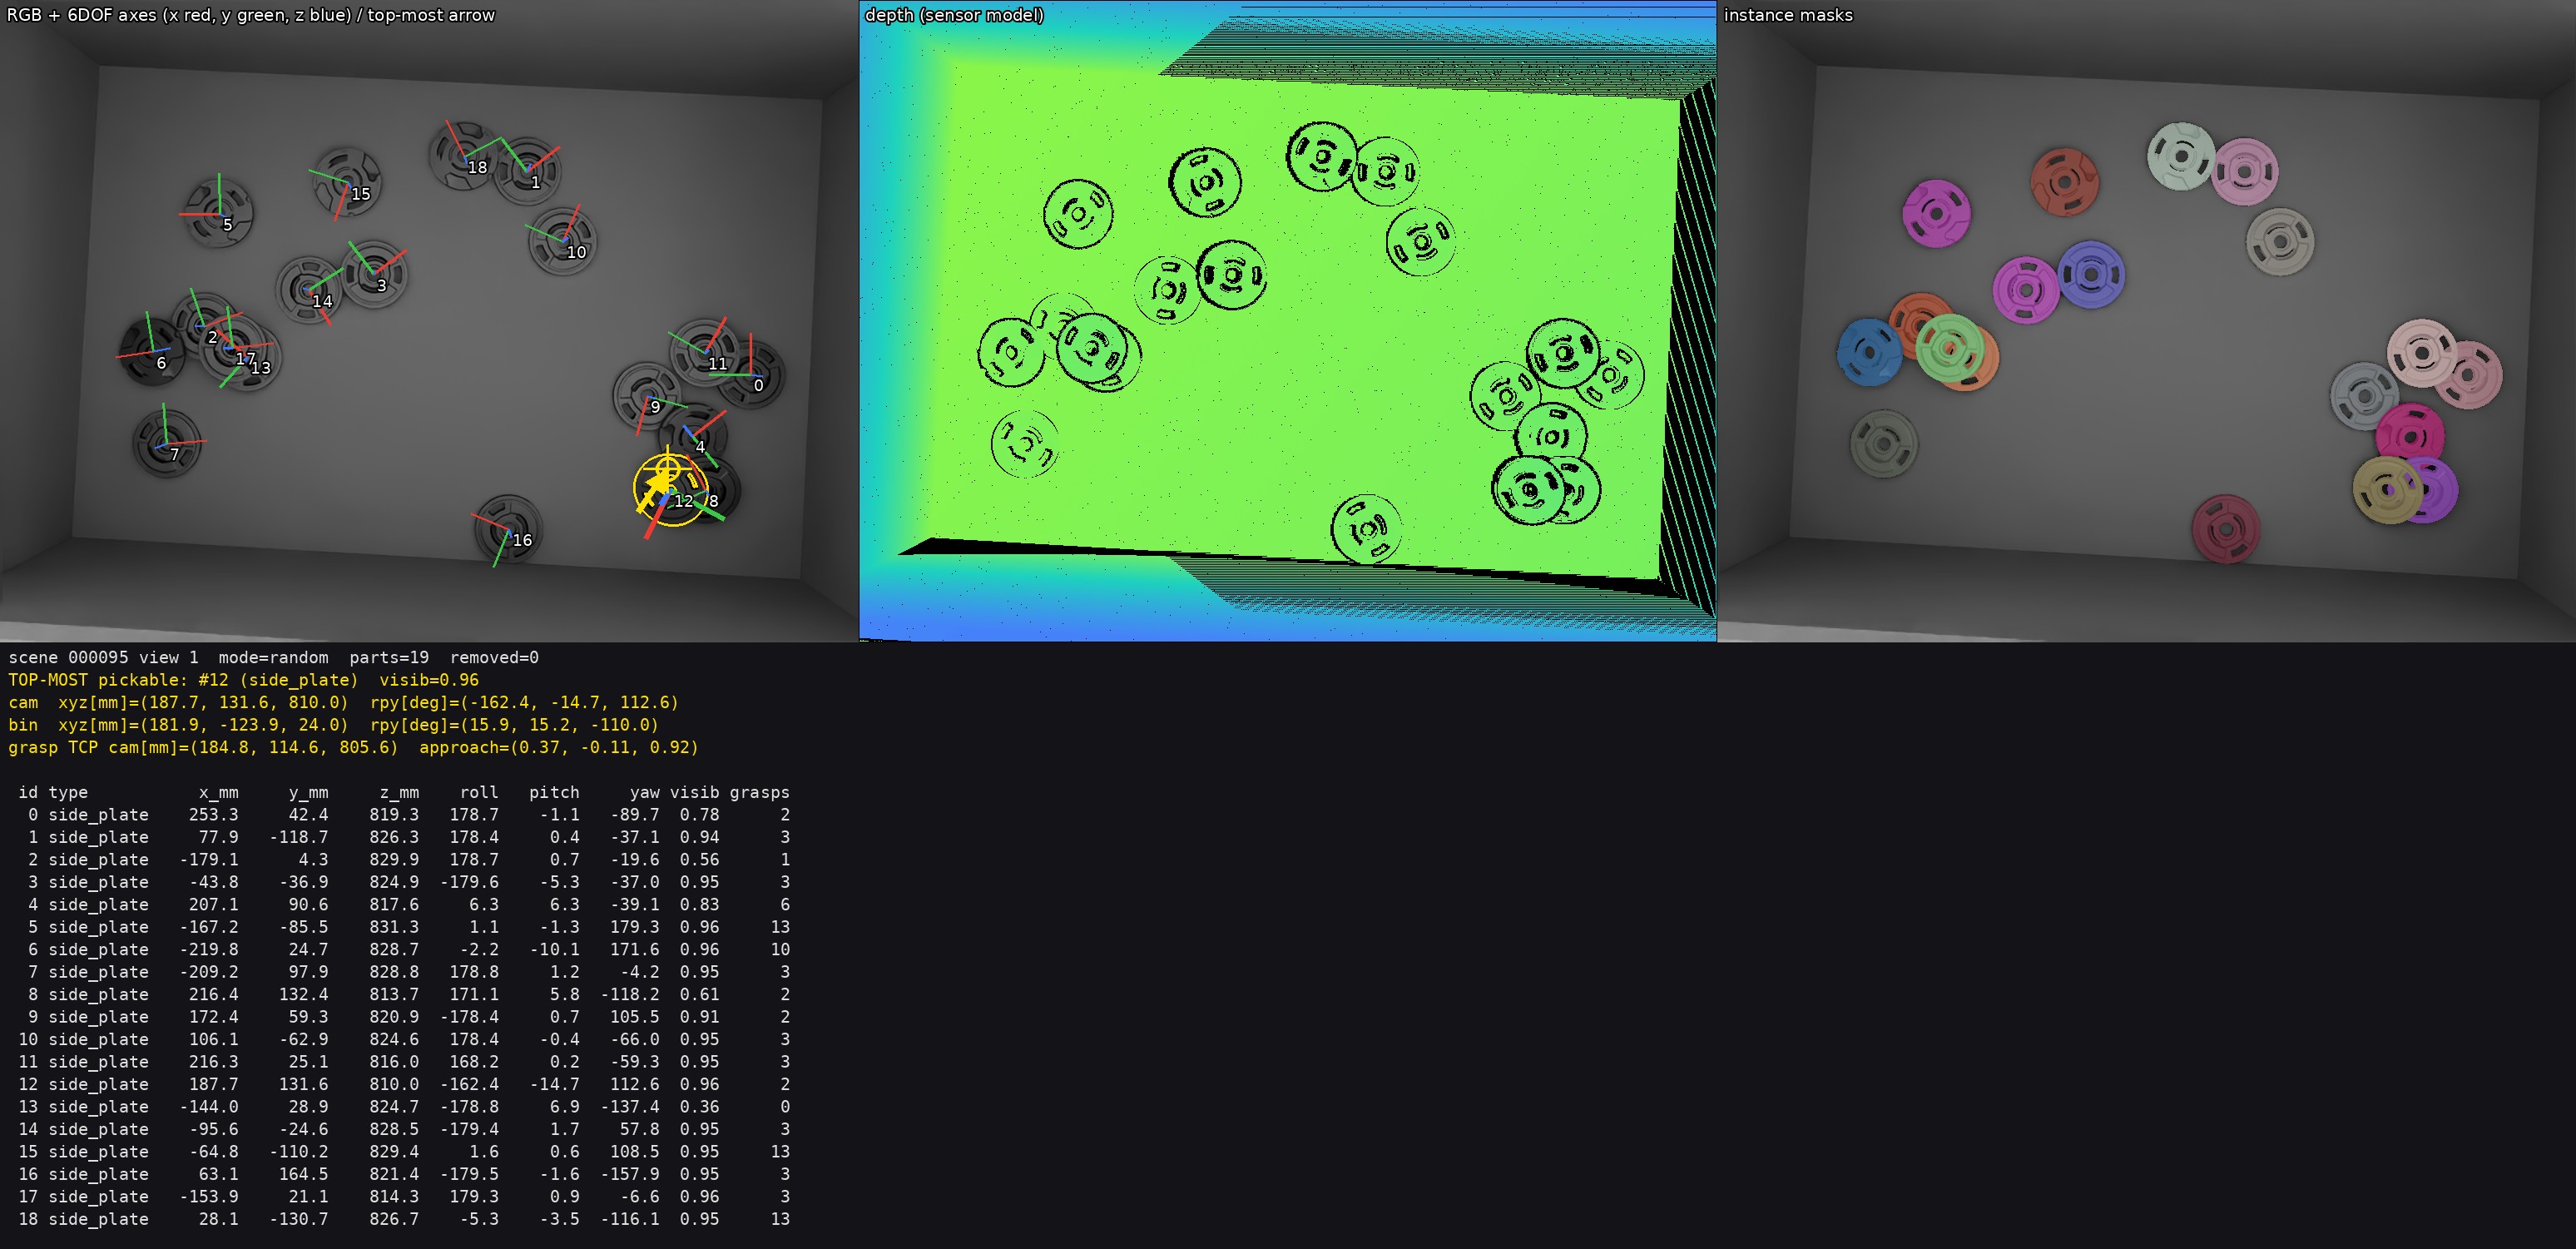 RGB + 6DOF axes (x red, y green, z blue) / top-most arrow
depth (sensor model)
instance masks
18
1
15
5
10
3
14
2
17
13
6
11
0
9
4
7
12
8
16
scene 000095 view 1  mode=random  parts=19  removed=0
TOP-MOST pickable: #12 (side_plate)  visib=0.96
cam  xyz[mm]=(187.7, 131.6, 810.0)  rpy[deg]=(-162.4, -14.7, 112.6)
bin  xyz[mm]=(181.9, -123.9, 24.0)  rpy[deg]=(15.9, 15.2, -110.0)
grasp TCP cam[mm]=(184.8, 114.6, 805.6)  approach=(0.37, -0.11, 0.92)
id type x_mm y_mm z_mm roll pitch yaw visib grasps
0 side_plate 253.3 42.4 819.3 178.7 -1.1 -89.7 0.78 2
1 side_plate 77.9 -118.7 826.3 178.4 0.4 -37.1 0.94 3
2 side_plate -179.1 4.3 829.9 178.7 0.7 -19.6 0.56 1
3 side_plate -43.8 -36.9 824.9 -179.6 -5.3 -37.0 0.95 3
4 side_plate 207.1 90.6 817.6 6.3 6.3 -39.1 0.83 6
5 side_plate -167.2 -85.5 831.3 1.1 -1.3 179.3 0.96 13
6 side_plate -219.8 24.7 828.7 -2.2 -10.1 171.6 0.96 10
7 side_plate -209.2 97.9 828.8 178.8 1.2 -4.2 0.95 3
8 side_plate 216.4 132.4 813.7 171.1 5.8 -118.2 0.61 2
9 side_plate 172.4 59.3 820.9 -178.4 0.7 105.5 0.91 2
10 side_plate 106.1 -62.9 824.6 178.4 -0.4 -66.0 0.95 3
11 side_plate 216.3 25.1 816.0 168.2 0.2 -59.3 0.95 3
12 side_plate 187.7 131.6 810.0 -162.4 -14.7 112.6 0.96 2
13 side_plate -144.0 28.9 824.7 -178.8 6.9 -137.4 0.36 0
14 side_plate -95.6 -24.6 828.5 -179.4 1.7 57.8 0.95 3
15 side_plate -64.8 -110.2 829.4 1.6 0.6 108.5 0.95 13
16 side_plate 63.1 164.5 821.4 -179.5 -1.6 -157.9 0.95 3
17 side_plate -153.9 21.1 814.3 179.3 0.9 -6.6 0.96 3
18 side_plate 28.1 -130.7 826.7 -5.3 -3.5 -116.1 0.95 13